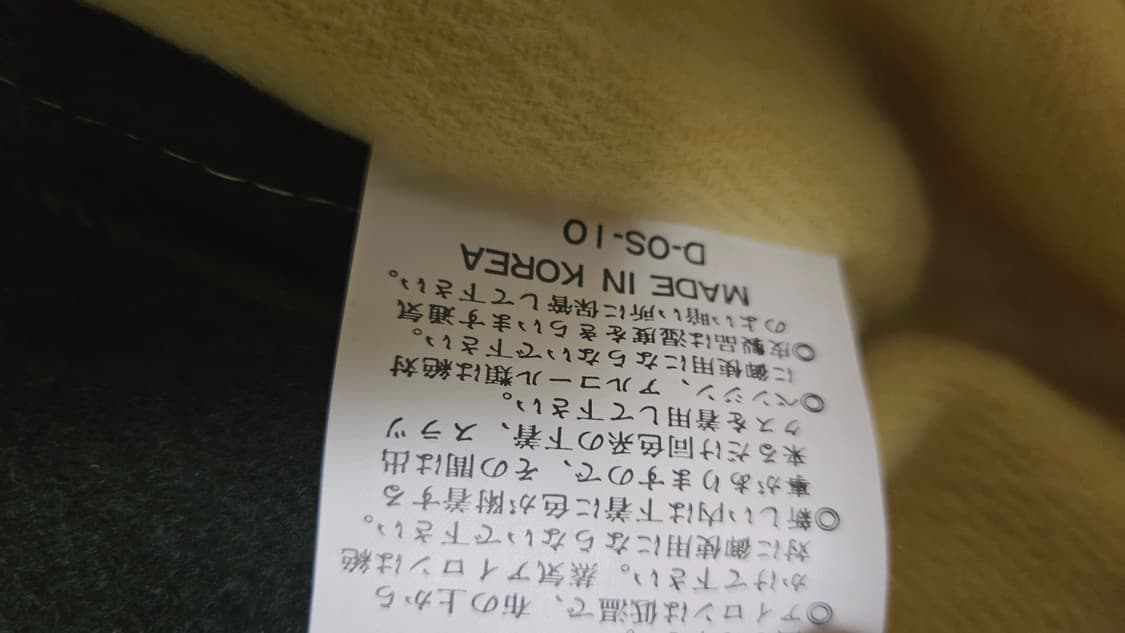 ◎アイロンは低温で、布の上から
かけて下さい。蒸気アイロンは絶
対に御使用にならないで下さい。
◎新しい内は下着に色が附着する
事がありますので、その間は出
来るだけ同色系の下着、スラッ
クスを着用して下さい。
◎ベンジン、アルコール類は絶対
に御使用にならないで下さい。
◎皮製品は湿度をきらいます通気
のよい暗い所に保管して下さい。
MADE IN KOREA
D-OS-10